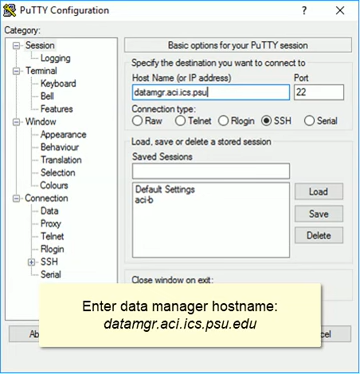 PuTTY Configuration
? ×
Category:
Session
Logging
Terminal
Keyboard
Bell
Features
Window
Appearance
Behaviour
Translation
Selection
Colours
Connection
Data
Proxy
Telnet
Rlogin
SSH
Serial
Basic options for your PuTTY session
Specify the destination you want to connect to
Host Name (or IP address) Port
datamgr.aci.ics.psu 22
Connection type:
Raw Telnet Rlogin SSH Serial
Load, save or delete a stored session
Saved Sessions
Default Settings
aci-b
Load
Save
Delete
Close window on exit:
Enter data manager hostname:
datamgr.aci.ics.psu.edu